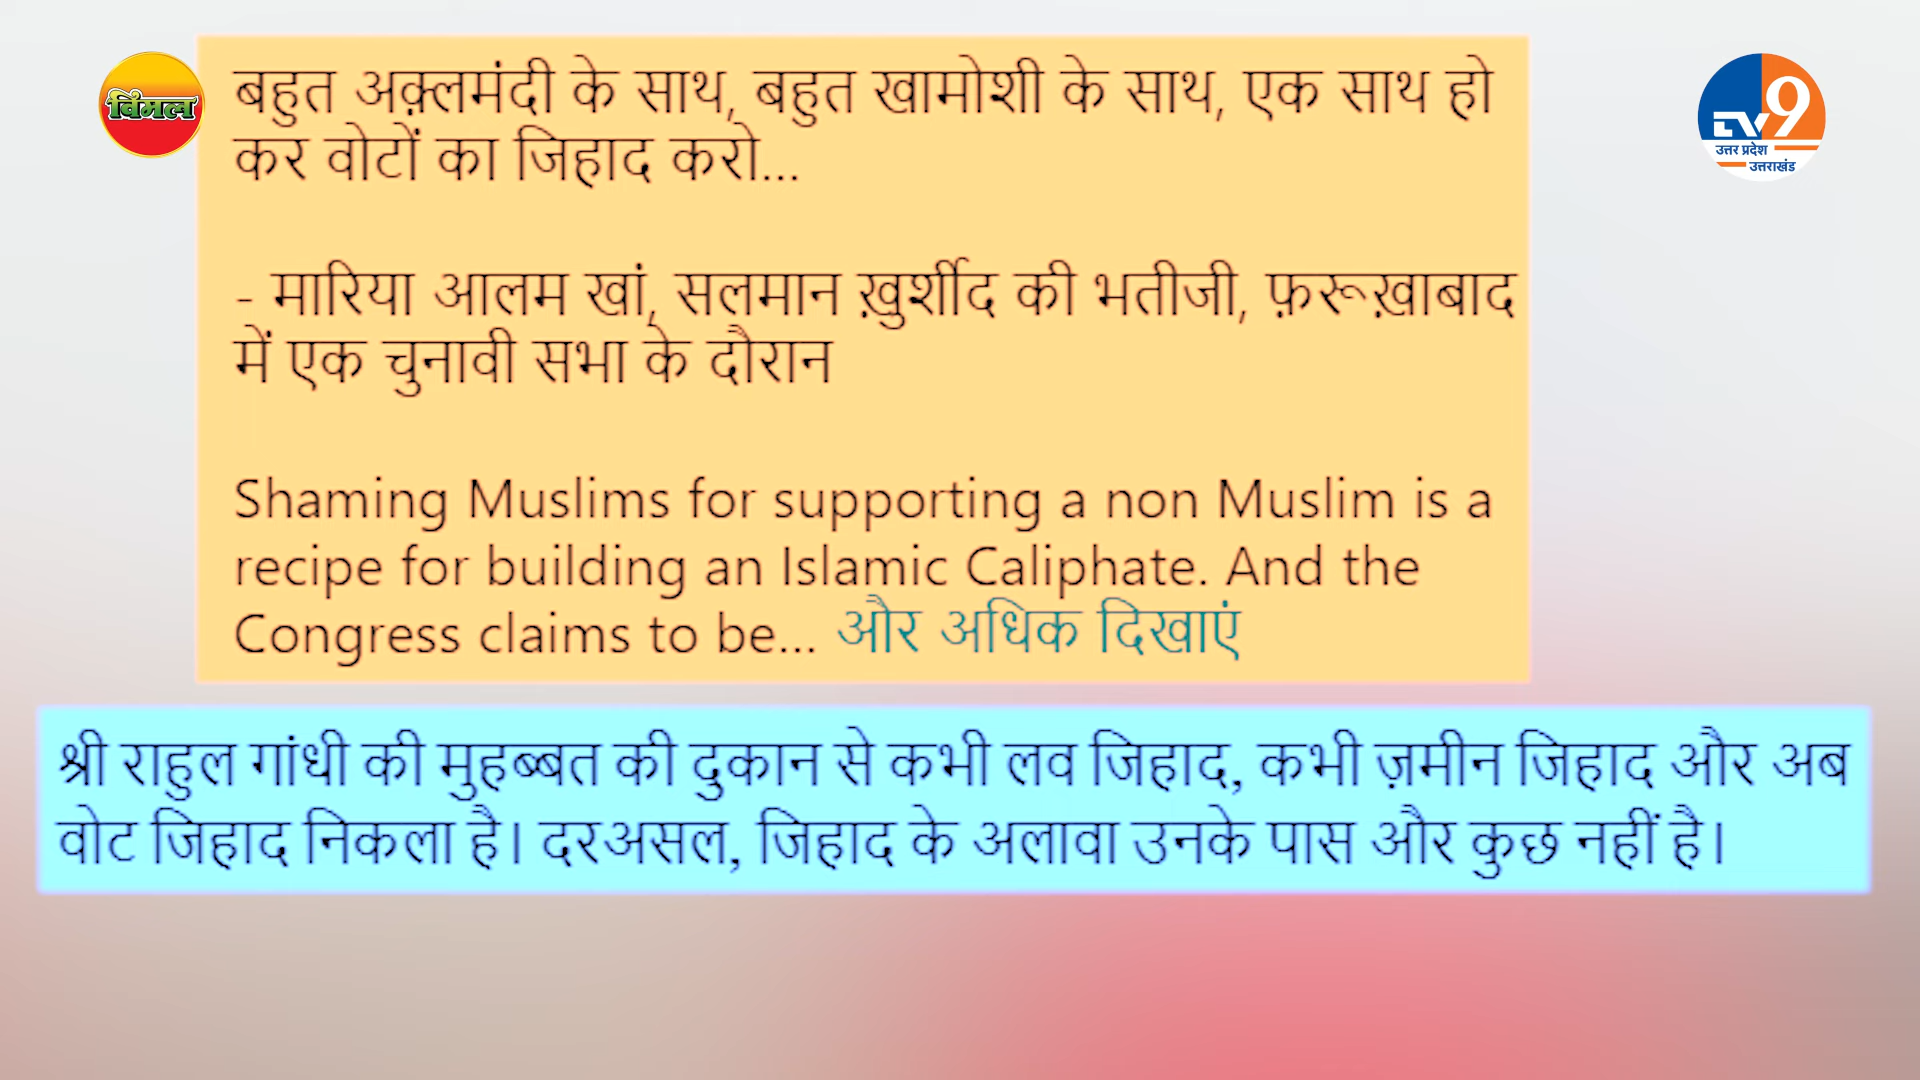 विमल
TV9
उत्तर प्रदेश
उत्तराखंड
बहुत अक़्लमंदी के साथ, बहुत खामोशी के साथ, एक साथ हो
कर वोटों का जिहाद करो...
- मारिया आलम खां, सलमान ख़ुर्शीद की भतीजी, फ़रूख़ाबाद
में एक चुनावी सभा के दौरान
Shaming Muslims for supporting a non Muslim is a
recipe for building an Islamic Caliphate. And the
Congress claims to be... और अधिक दिखाएं
श्री राहुल गांधी की मुहब्बत की दुकान से कभी लव जिहाद, कभी ज़मीन जिहाद और अब
वोट जिहाद निकला है। दरअसल, जिहाद के अलावा उनके पास और कुछ नहीं है।